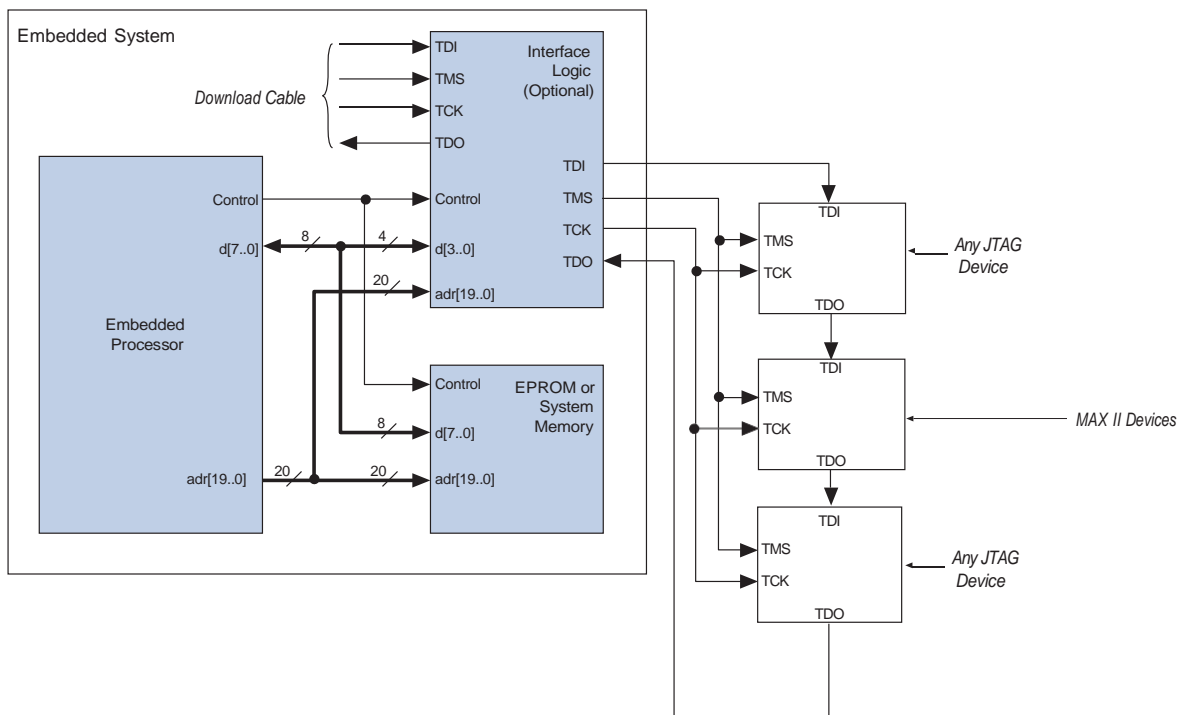 Embedded System
Download Cable
TDI
TMS
TCK
TDO
Interface
Logic
(Optional)
TDI
TMS
TCK
TDO
Control
d[3..0]
adr[19..0]
Control
d[7..0]
8
4
20
Embedded
Processor
adr[19..0]
20
20
8
Control
d[7..0]
adr[19..0]
EPROM or
System
Memory
TDI
TMS
TCK
TDO
Any JTAG
Device
TDI
TMS
TCK
TDO
MAX II Devices
TDI
TMS
TCK
TDO
Any JTAG
Device